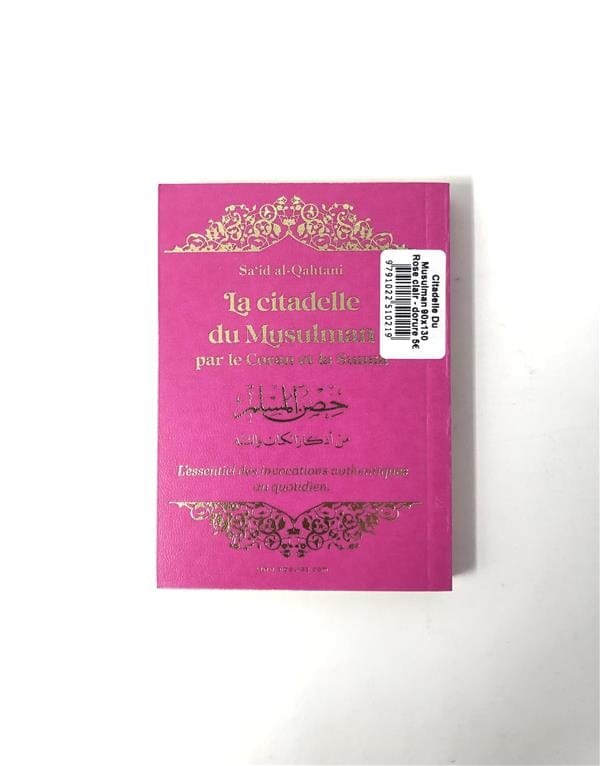 Sa'id al-Qahtani
La citadelle
du Musulman
par le Coran et la Sunna
حصن المسلم
من أذكار الكتاب والسنة
L'essentiel des invocations authentiques
au quotidien.
Citadelle Du
Musulman 90x130
Rose clair - dorure 5€
9791022510219